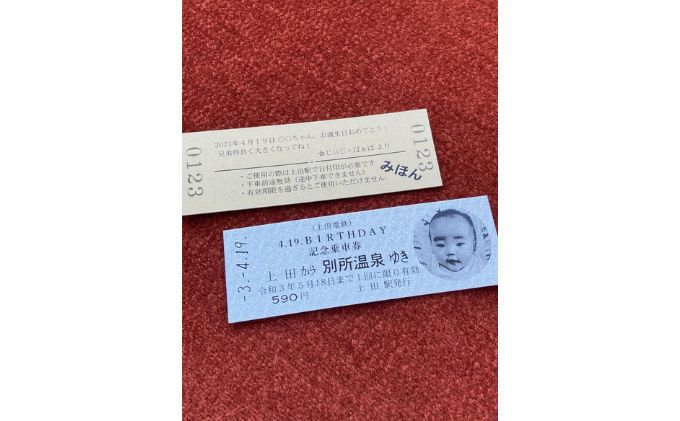 0123
2021年4月19日 〇〇ちゃん、お誕生日おめでとう!
兄弟仲良く大きくなってね!
☆じぃじ・ばぁば より
・ご使用の際は上田駅で日付印が必要です
・下車前途無効(途中下車できません)
・有効期限を過ぎるとご使用いただけません
みほん
0123
-3.-4.19.
(上田電鉄)
4.19.BIRTHDAY
記念乗車券
上田から 別所温泉ゆき
令和3年5月18日まで1回に限り有効
590円 上田駅発行